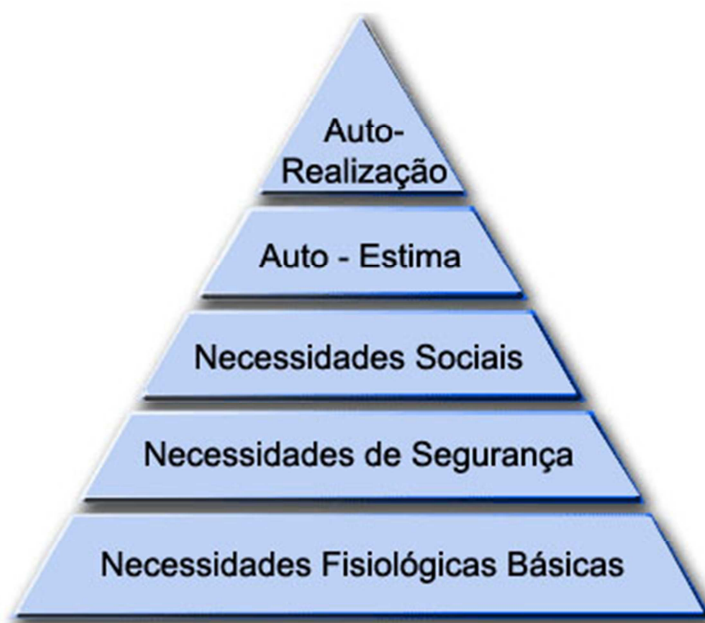 Auto-
Realização
Auto - Estima
Necessidades Sociais
Necessidades de Segurança
Necessidades Fisiológicas Básicas